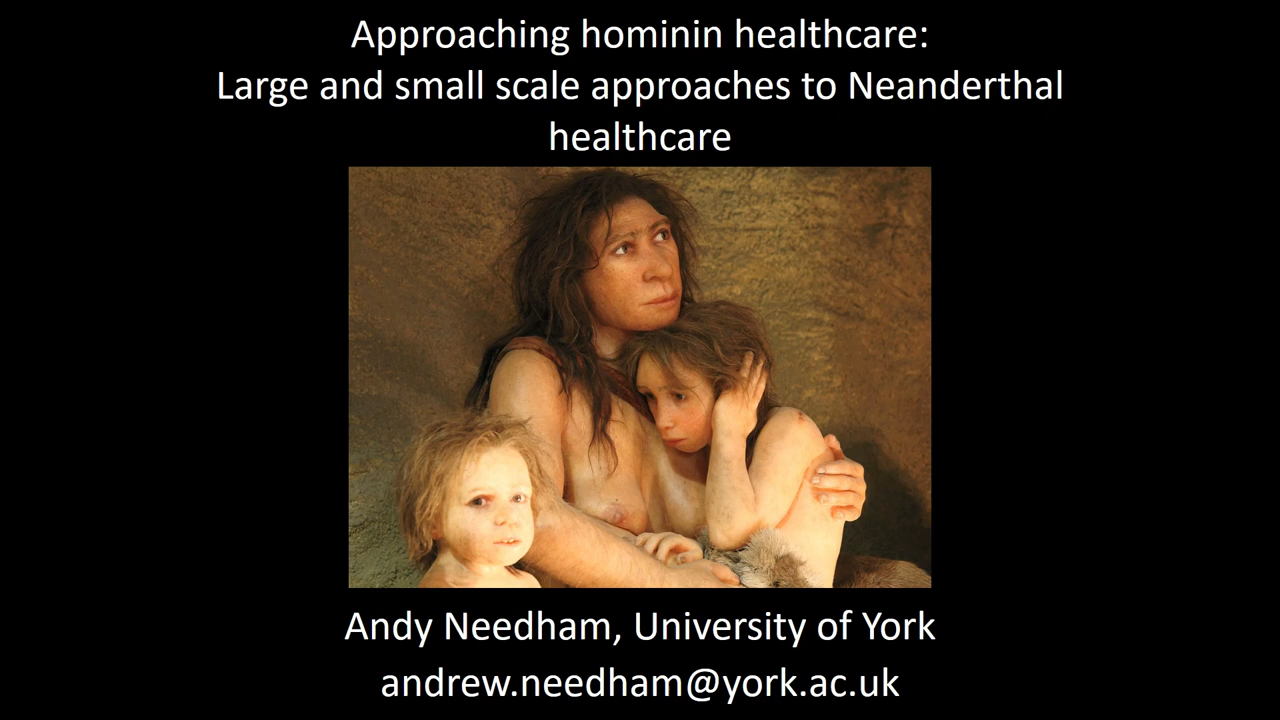 Approaching hominin healthcare:
Large and small scale approaches to Neanderthal
healthcare
Andy Needham, University of York
andrew.needham@york.ac.uk